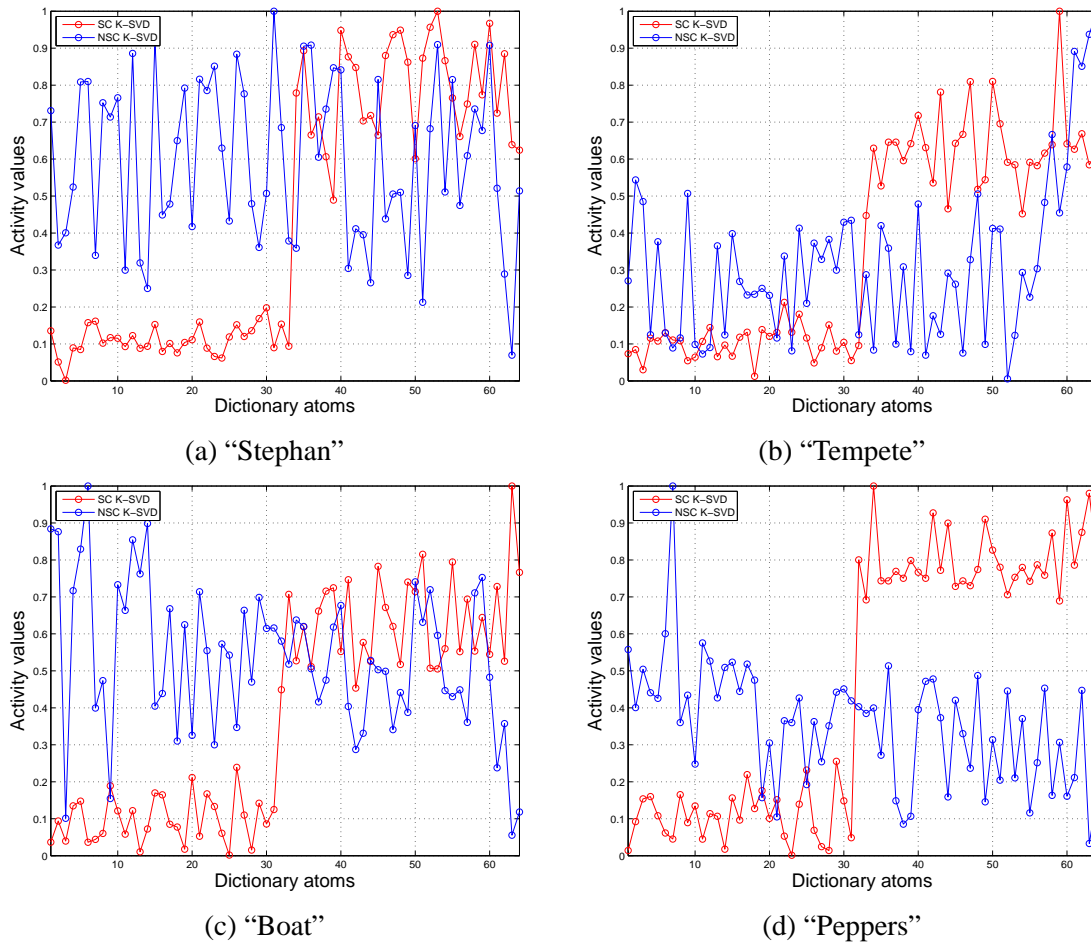 SC K−SVD
NSC K−SVD
Activity values
1
0.9
0.8
0.7
0.6
0.5
0.4
0.3
0.2
0.1
0
10 20 30 40 50 60
Dictionary atoms
(a) “Stephan”
SC K−SVD
NSC K−SVD
Activity values
1
0.9
0.8
0.7
0.6
0.5
0.4
0.3
0.2
0.1
0
10 20 30 40 50 60
Dictionary atoms
(b) “Tempete”
SC K−SVD
NSC K−SVD
Activity values
1
0.9
0.8
0.7
0.6
0.5
0.4
0.3
0.2
0.1
0
10 20 30 40 50 60
Dictionary atoms
(c) “Boat”
SC K−SVD
NSC K−SVD
Activity values
1
0.9
0.8
0.7
0.6
0.5
0.4
0.3
0.2
0.1
0
10 20 30 40 50 60
Dictionary atoms
(d) “Peppers”